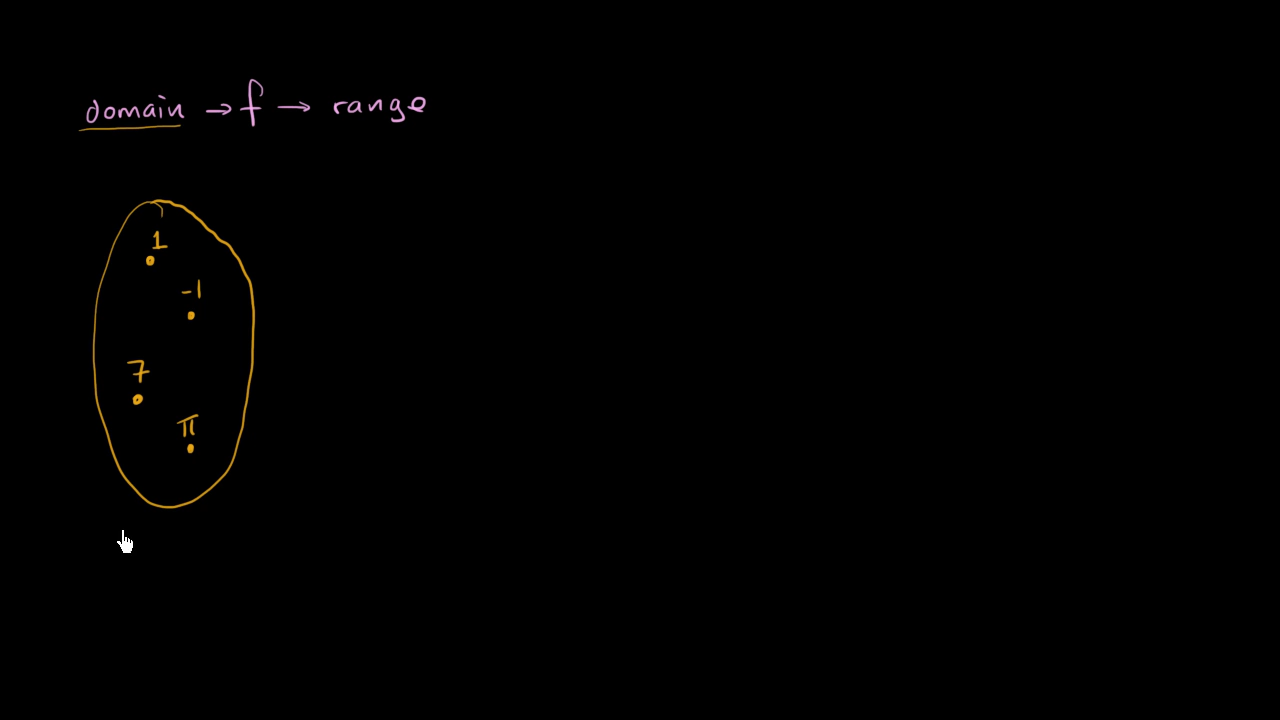 domain → f → range
1
-1
7
π